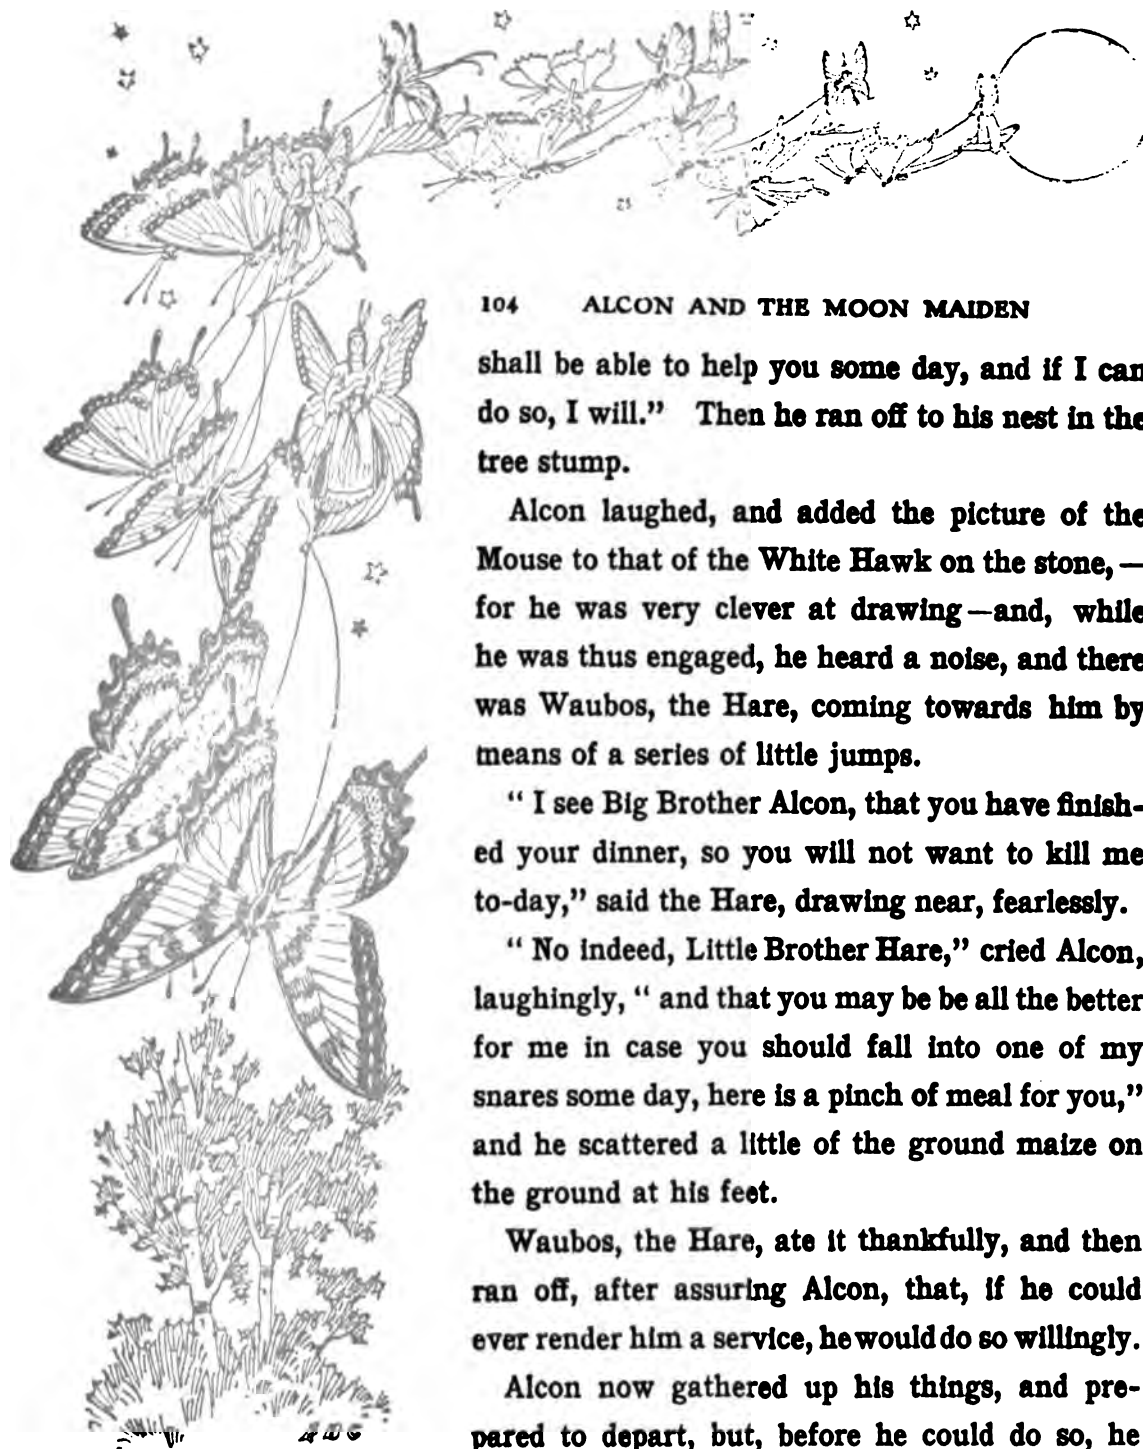 104 ALCON AND THE MOON MAIDEN
shall be able to help you some day, and if I can
do so, I will.” Then he ran off to his nest in the
tree stump.
Alcon laughed, and added the picture of the
Mouse to that of the White Hawk on the stone, —
for he was very clever at drawing—and, while
he was thus engaged, he heard a noise, and there
was Waubos, the Hare, coming towards him by
means of a series of little jumps.
“ I see Big Brother Alcon, that you have finish-
ed your dinner, so you will not want to kill me
to-day,” said the Hare, drawing near, fearlessly.
“ No indeed, Little Brother Hare,” cried Alcon,
laughingly, “ and that you may be be all the better
for me in case you should fall into one of my
snares some day, here is a pinch of meal for you,”
and he scattered a little of the ground maize on
the ground at his feet.
Waubos, the Hare, ate it thankfully, and then
ran off, after assuring Alcon, that, if he could
ever render him a service, he would do so willingly.
Alcon now gathered up his things, and pre-
pared to depart, but, before he could do so, he